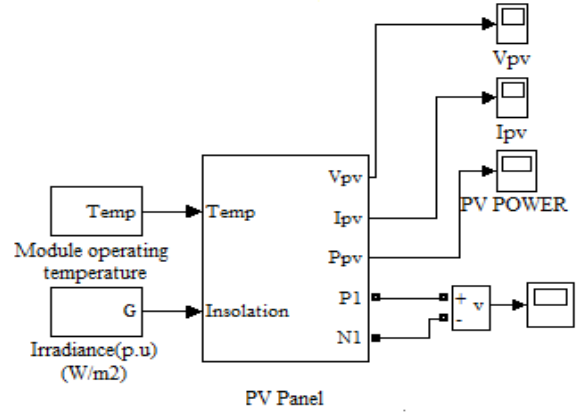 Vpv
Ipv
PV POWER
Vpv
Temp
Temp
Ipv
Module operating
temperature
Ppv
G
Insolation
P1
+
v
-
N1
Irradiance(p.u)
(W/m2)
PV Panel